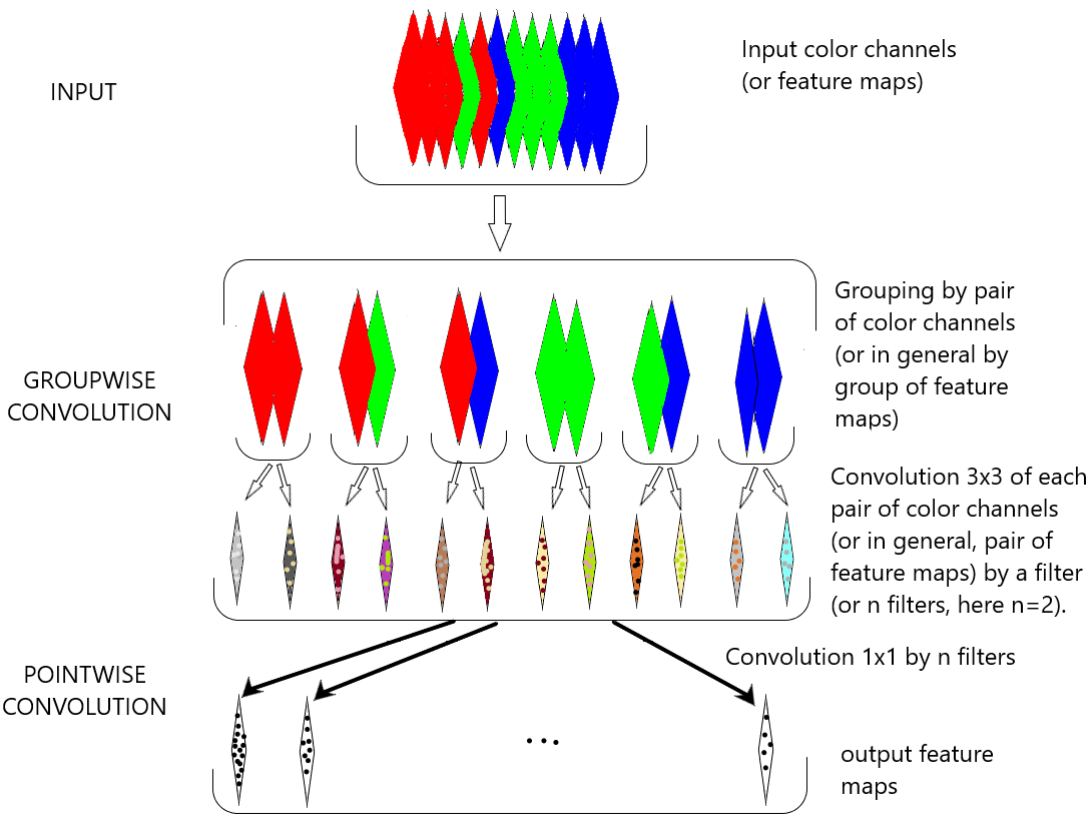 INPUT
Input color channels
(or feature maps)
GROUPWISE
CONVOLUTION
Grouping by pair
of color channels
(or in general by
group of feature
maps)
Convolution 3x3 of each
pair of color channels
(or in general, pair of
feature maps) by a filter
(or n filters, here n=2).
POINTWISE
CONVOLUTION
Convolution 1x1 by n filters
...
output feature
maps